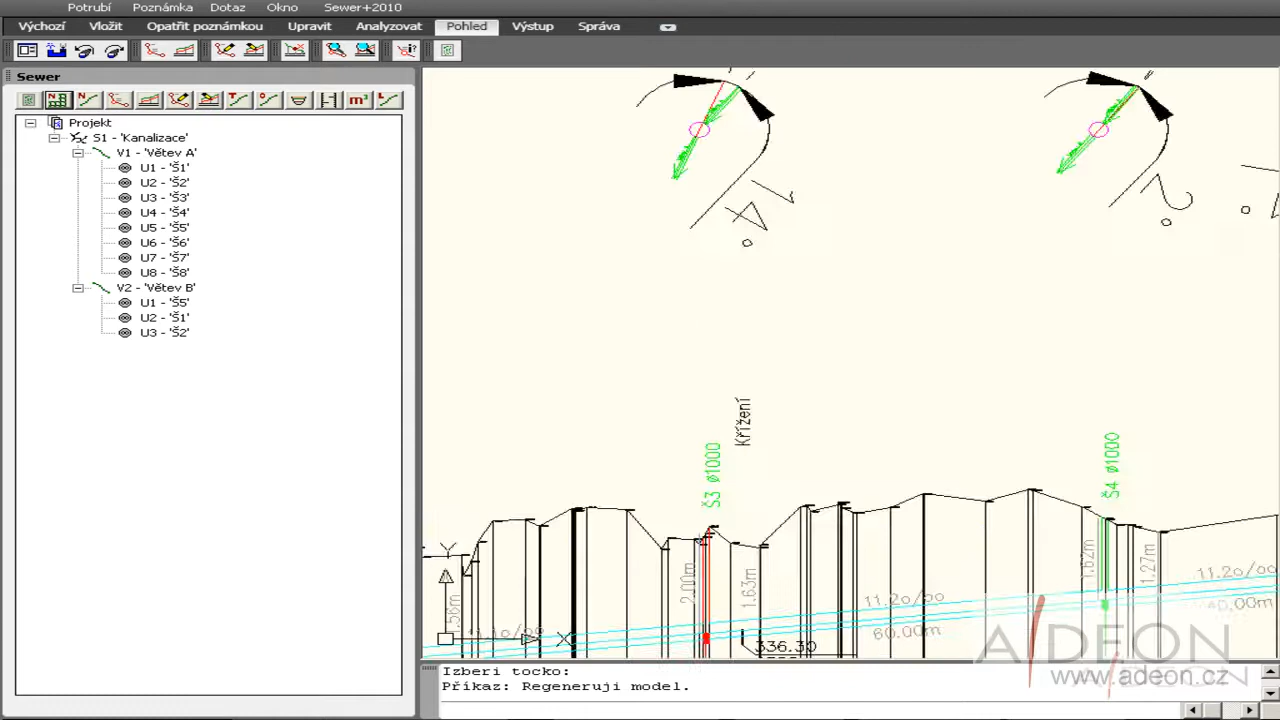 Potrubí Poznámka Dotaz Okno Sewer+2010
Výchozí Vložit Opatřit poznámkou Upravit Analyzovat Pohled Výstup Správa
Sewer
Projekt
S1 - 'Kanalizace'
V1 - 'Větev A'
U1 - 'Š1'
U2 - 'Š2'
U3 - 'Š3'
U4 - 'Š4'
U5 - 'Š5'
U6 - 'Š6'
U7 - 'Š7'
U8 - 'Š8'
V2 - 'Větev B'
U1 - 'Š5'
U2 - 'Š1'
U3 - 'Š2'
Křížení
Š3 ø1000
Š4 ø1000
2.00m
1.63m
1.62m
1.27m
11.2o/oo
11.2o/oo
60.00m
336.30
Y
X
ADEON
www.adeon.cz
Izberi tocko:
Příkaz: Regeneruji model.